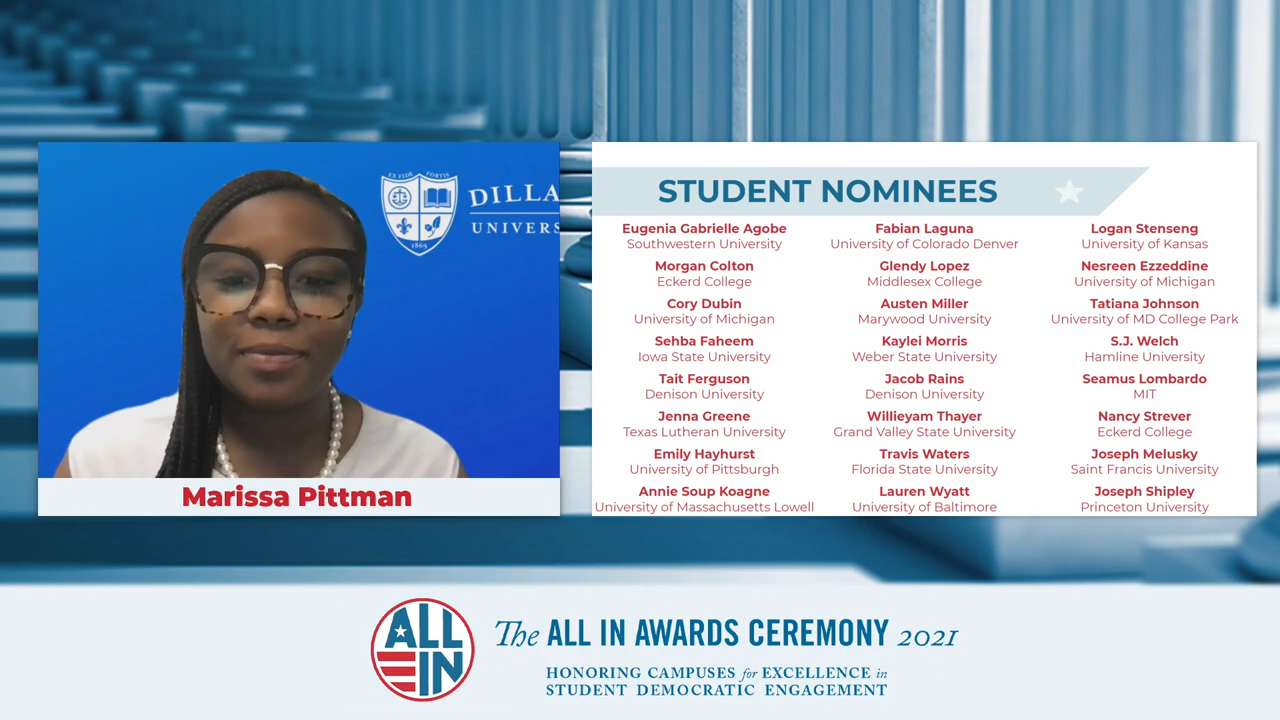 EX FIDE FORTIS
DILLA
UNIVERS
1869
Marissa Pittman
STUDENT NOMINEES
Eugenia Gabrielle Agobe
Southwestern University
Morgan Colton
Eckerd College
Cory Dubin
University of Michigan
Sehba Faheem
Iowa State University
Tait Ferguson
Denison University
Jenna Greene
Texas Lutheran University
Emily Hayhurst
University of Pittsburgh
Annie Soup Koagne
University of Massachusetts Lowell
Fabian Laguna
University of Colorado Denver
Glendy Lopez
Middlesex College
Austen Miller
Marywood University
Kaylei Morris
Weber State University
Jacob Rains
Denison University
Willieyam Thayer
Grand Valley State University
Travis Waters
Florida State University
Lauren Wyatt
University of Baltimore
Logan Stenseng
University of Kansas
Nesreen Ezzeddine
University of Michigan
Tatiana Johnson
University of MD College Park
S.J. Welch
Hamline University
Seamus Lombardo
MIT
Nancy Strever
Eckerd College
Joseph Melusky
Saint Francis University
Joseph Shipley
Princeton University
ALL
IN
The ALL IN AWARDS CEREMONY 2021
HONORING CAMPUSES for EXCELLENCE in
STUDENT DEMOCRATIC ENGAGEMENT